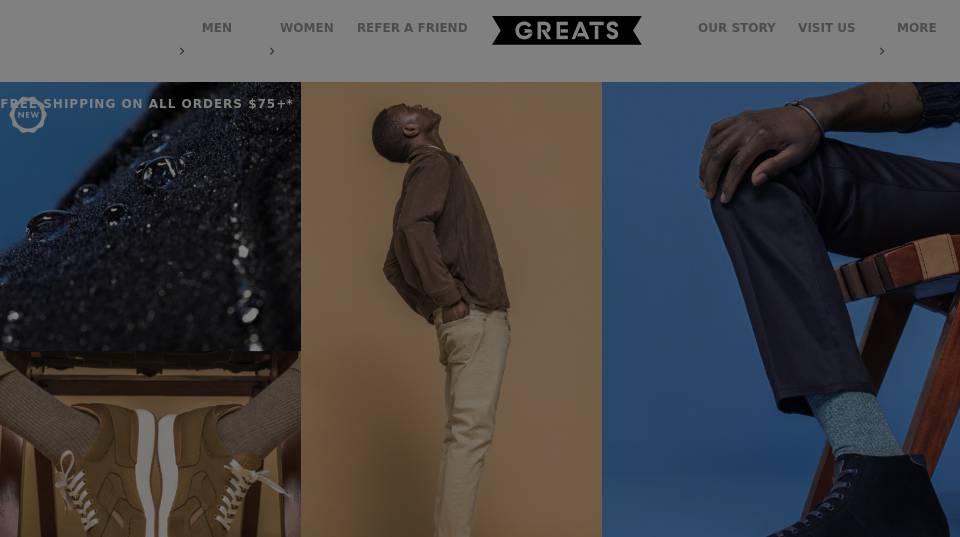 MEN
WOMEN
REFER A FRIEND
GREATS
OUR STORY
VISIT US
MORE
FREE SHIPPING ON ALL ORDERS $75+*
NEW